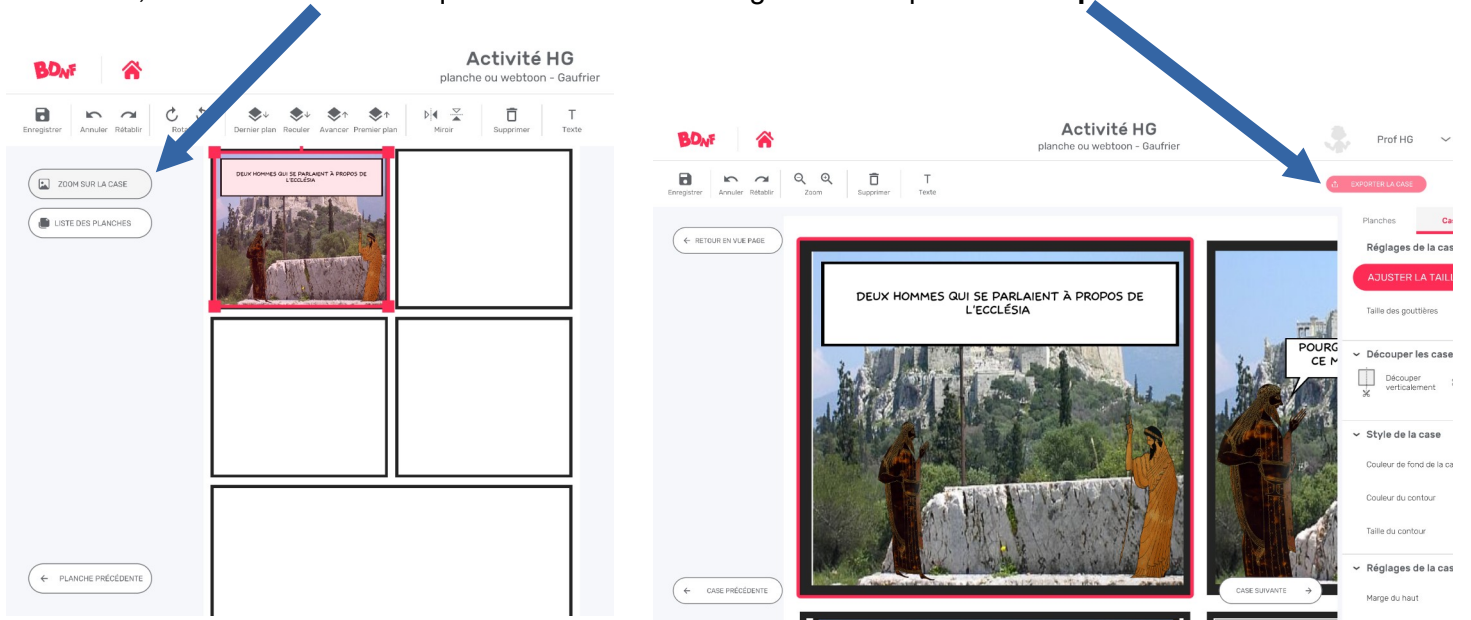 BDnF
Activité HG
planche ou webtoon - Gaufrier
Enregistrer Annuler Rétablir Dernier plan Reculer Avancer Premier plan Miroir Supprimer Texte
ZOOM SUR LA CASE
LISTE DES PLANCHES
DEUX HOMMES QUI SE PARLAIENT À PROPOS DE
L'ECCLÉSIA
PLANCHE PRÉCÉDENTE
BDnF
Activité HG
planche ou webtoon - Gaufrier
Prof HG
Enregistrer Annuler Rétablir Zoom Supprimer Texte
EXPORTER LA CASE
RETOUR EN VUE PAGE
DEUX HOMMES QUI SE PARLAIENT À PROPOS DE
L'ECCLÉSIA
POURG
CE M
CASE PRÉCÉDENTE
CASE SUIVANTE
Planches
Réglages de la cas
AJUSTER LA TAILL
Taille des gouttières
Découper les case
Découper
verticalement
Style de la case
Couleur de fond de la ca
Couleur du contour
Taille du contour
Réglages de la cas
Marge du haut